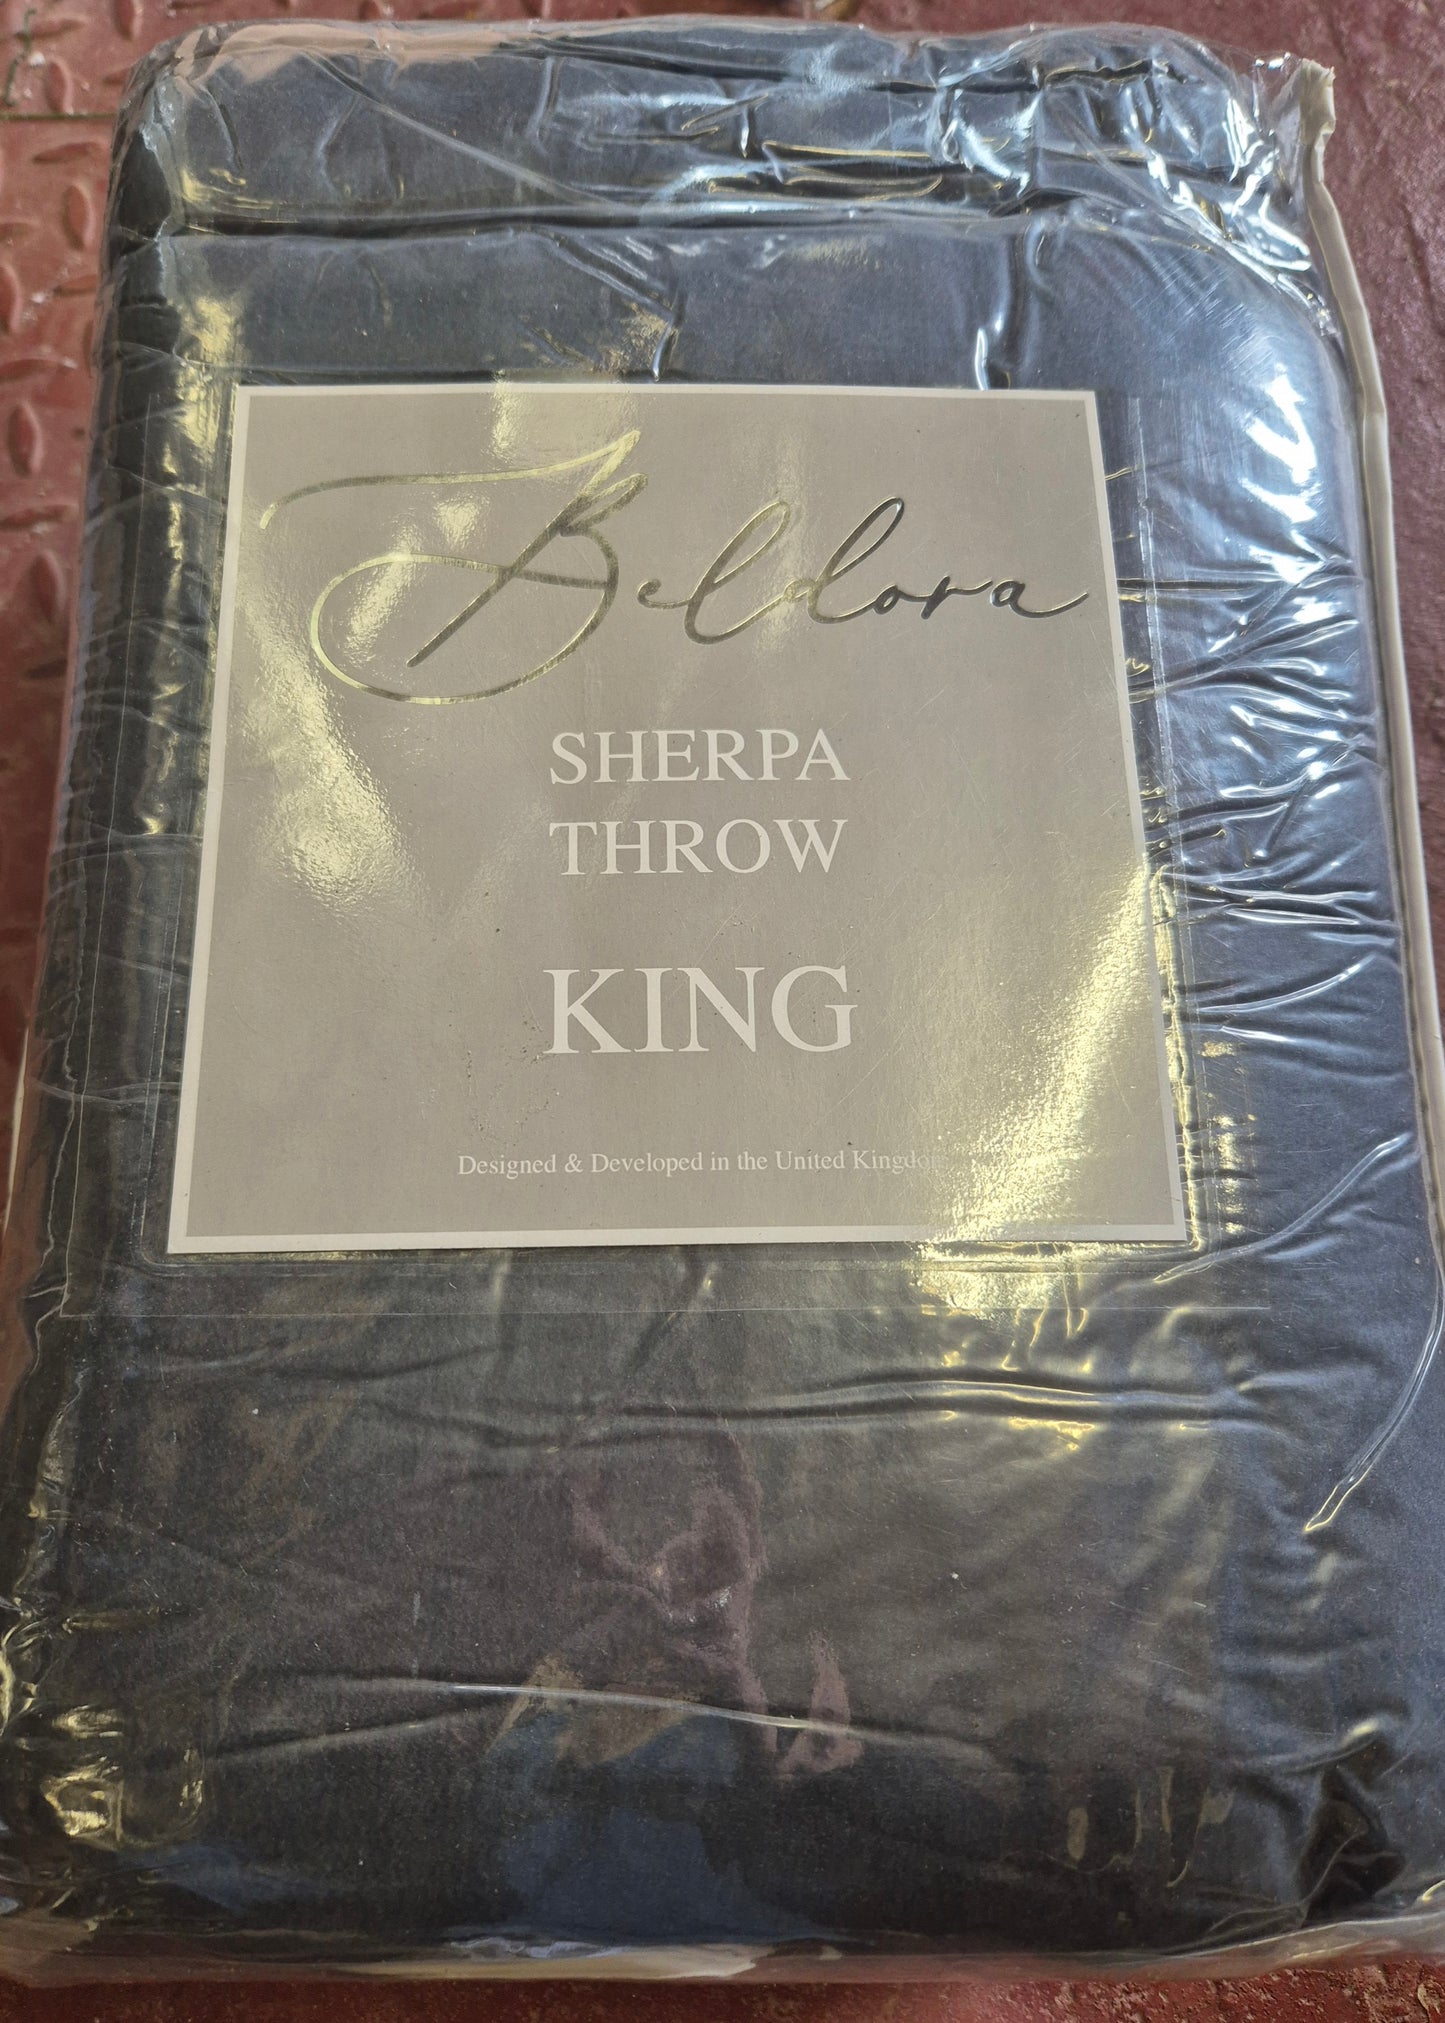 Beldora
SHERPA
THROW
KING
Designed & Developed in the United Kingdom